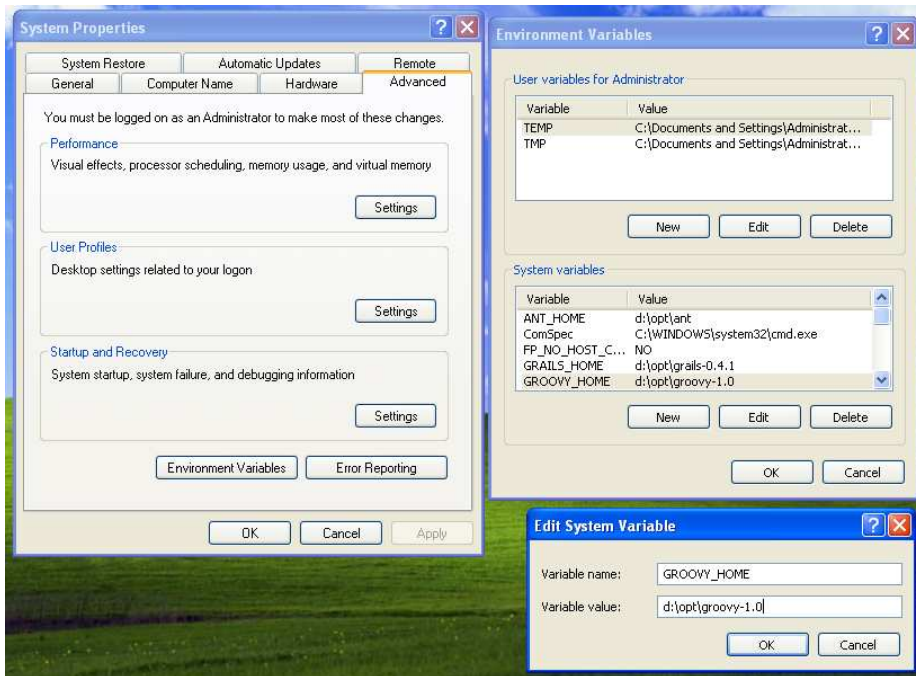 System Properties
System Restore Automatic Updates Remote
General Computer Name Hardware Advanced
You must be logged on as an Administrator to make most of these changes.
Performance
Visual effects, processor scheduling, memory usage, and virtual memory
Settings
User Profiles
Desktop settings related to your logon
Settings
Startup and Recovery
System startup, system failure, and debugging information
Settings
Environment Variables Error Reporting
OK Cancel Apply
Environment Variables
User variables for Administrator
Variable Value
TEMP C:\Documents and Settings\Administrat...
TMP C:\Documents and Settings\Administrat...
New Edit Delete
System variables
Variable Value
ANT_HOME d:\opt\ant
ComSpec C:\WINDOWS\system32\cmd.exe
FP_NO_HOST_C... NO
GRAILS_HOME d:\opt\grails-0.4.1
GROOVY_HOME d:\opt\groovy-1.0
New Edit Delete
OK Cancel
Edit System Variable
Variable name: GROOVY_HOME
Variable value: d:\opt\groovy-1.0
OK Cancel